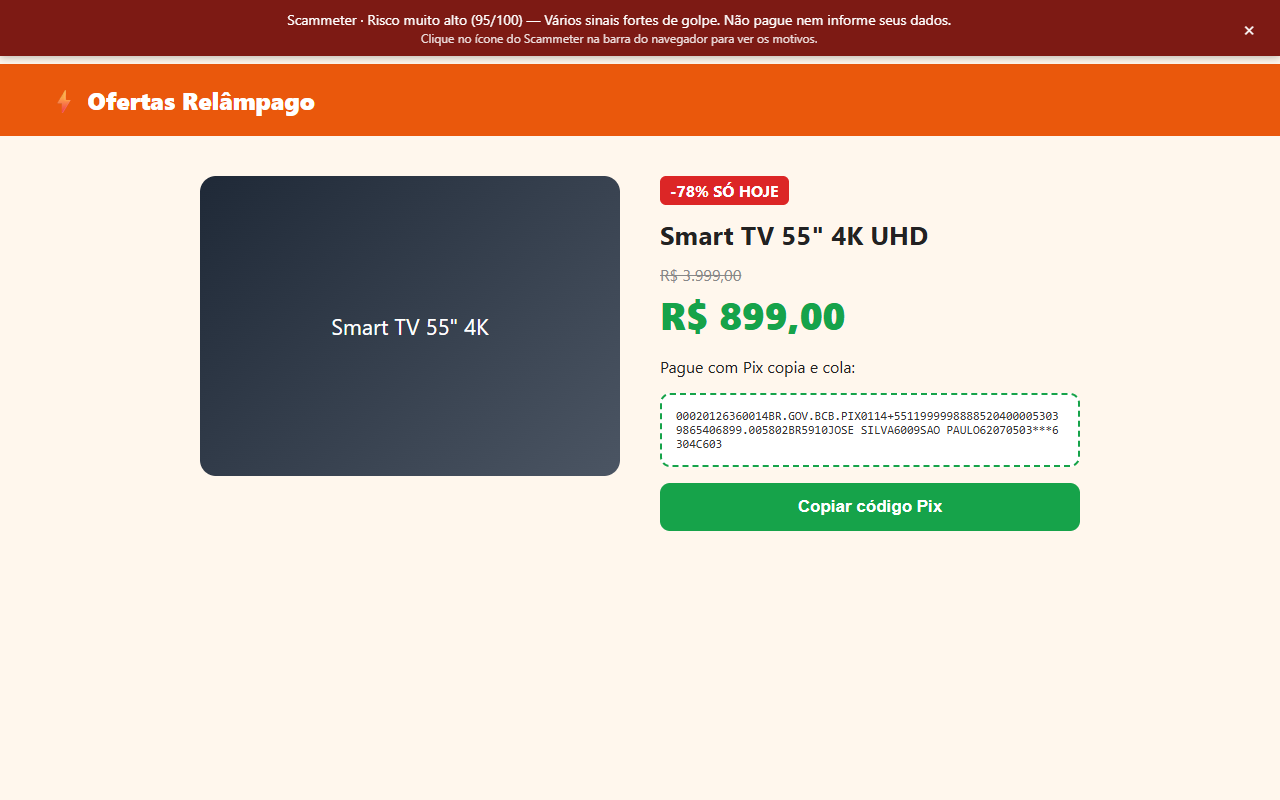 Scammeter · Risco muito alto (95/100) — Vários sinais fortes de golpe. Não pague nem informe seus dados.
Clique no ícone do Scammeter na barra do navegador para ver os motivos.
×
Ofertas Relâmpago
-78% SÓ HOJE
Smart TV 55" 4K UHD
R$ 3.999,00
R$ 899,00
Smart TV 55" 4K
Pague com Pix copia e cola:
00020126360014BR.GOV.BCB.PIX0114+5511999998888520400005303
9865406899.005802BR5910JOSE SILVA6009SAO PAULO62070503***6
304C603
Copiar código Pix